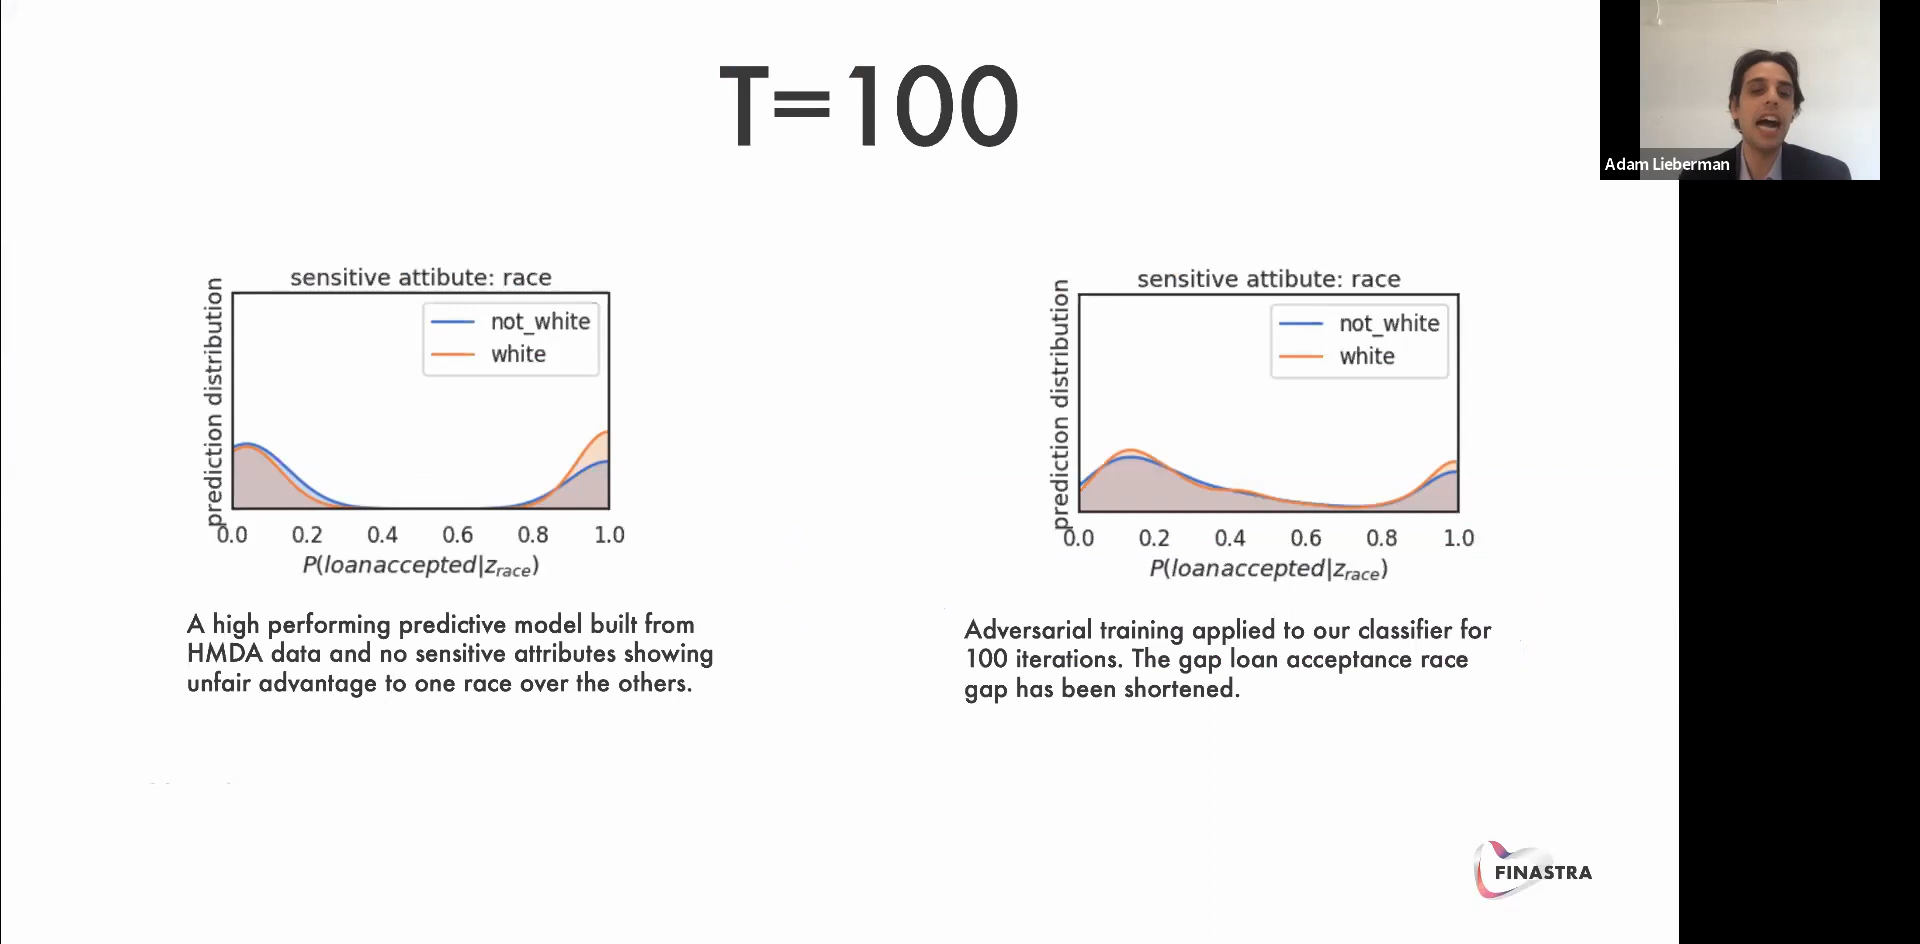 T=100
Adam Lieberman
sensitive attibute: race
prediction distribution
not_white
white
0.0 0.2 0.4 0.6 0.8 1.0
P(loanaccepted|z_race)
A high performing predictive model built from
HMDA data and no sensitive attributes showing
unfair advantage to one race over the others.
sensitive attibute: race
prediction distribution
not_white
white
0.0 0.2 0.4 0.6 0.8 1.0
P(loanaccepted|z_race)
Adversarial training applied to our classifier for
100 iterations. The gap loan acceptance race
gap has been shortened.
FINASTRA